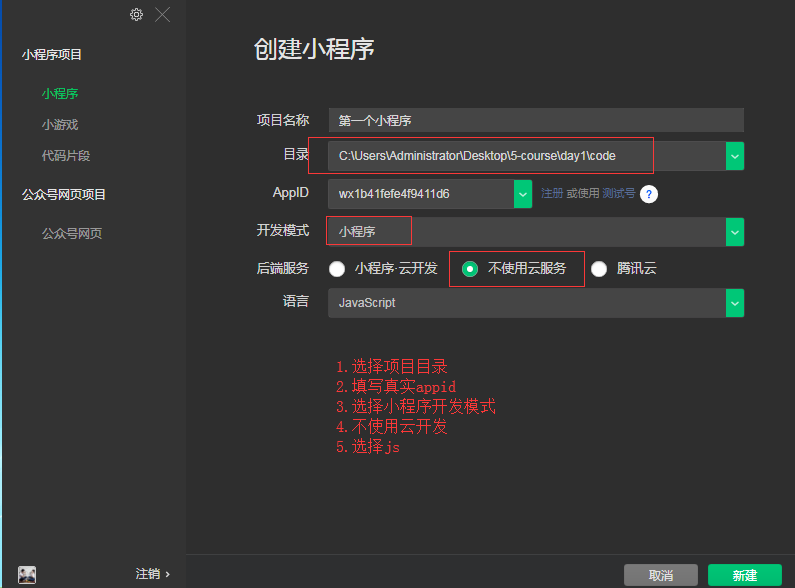 小程序项目
小程序
小游戏
代码片段
公众号网页项目
公众号网页
注销 ›
创建小程序
项目名称 第一个小程序
目录 C:\Users\Administrator\Desktop\5-course\day1\code
AppID wx1b41fefe4f9411d6 注册 或使用 测试号 ?
开发模式 小程序
后端服务 小程序·云开发 不使用云服务 腾讯云
语言 JavaScript
1.选择项目目录
2.填写真实appid
3.选择小程序开发模式
4.不使用云开发
5.选择js
取消 新建